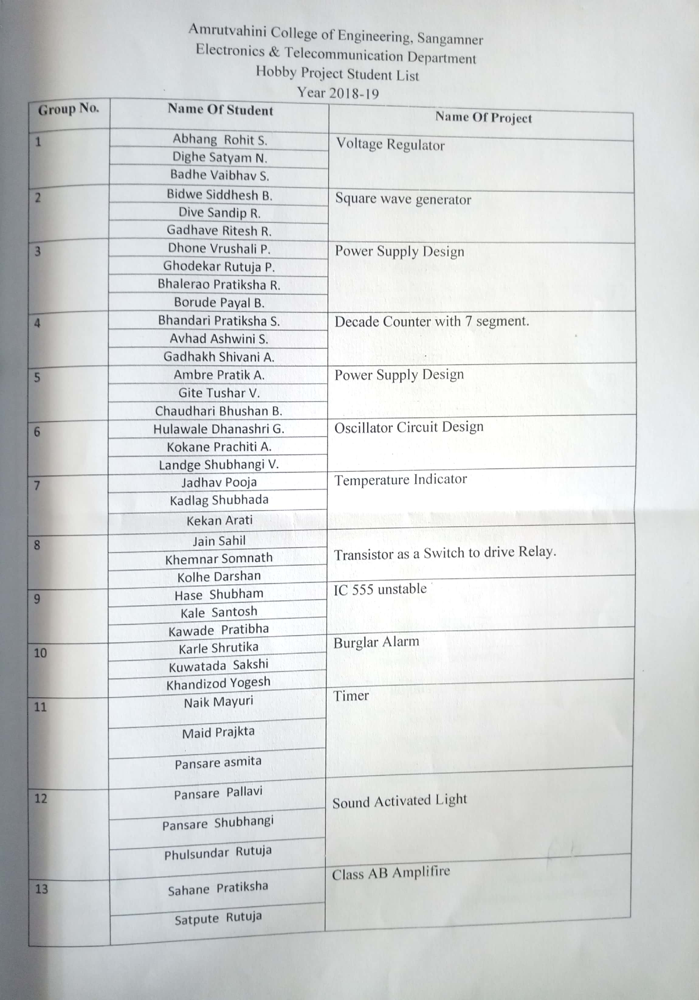 Amrutvahini College of Engineering, Sangamner
Electronics & Telecommunication Department
Hobby Project Student List
Year 2018-19
Group No. Name Of Student Name Of Project
1 Abhang Rohit S. Voltage Regulator
Dighe Satyam N.
Badhe Vaibhav S.
2 Bidwe Siddhesh B. Square wave generator
Dive Sandip R.
Gadhave Ritesh R.
3 Dhone Vrushali P. Power Supply Design
Ghodekar Rutuja P.
Bhalerao Pratiksha R.
Borude Payal B.
4 Bhandari Pratiksha S. Decade Counter with 7 segment.
Avhad Ashwini S.
Gadhakh Shivani A.
5 Ambre Pratik A. Power Supply Design
Gite Tushar V.
Chaudhari Bhushan B.
6 Hulawale Dhanashri G. Oscillator Circuit Design
Kokane Prachiti A.
Landge Shubhangi V.
7 Jadhav Pooja Temperature Indicator
Kadlag Shubhada
Kekan Arati
8 Jain Sahil
Khemnar Somnath Transistor as a Switch to drive Relay.
Kolhe Darshan
9 Hase Shubham IC 555 unstable
Kale Santosh
Kawade Pratibha
10 Karle Shrutika Burglar Alarm
Kuwatada Sakshi
Khandizod Yogesh
11 Naik Mayuri Timer
Maid Prajkta
Pansare asmita
12 Pansare Pallavi Sound Activated Light
Pansare Shubhangi
Phulsundar Rutuja
13 Sahane Pratiksha Class AB Amplifire
Satpute Rutuja